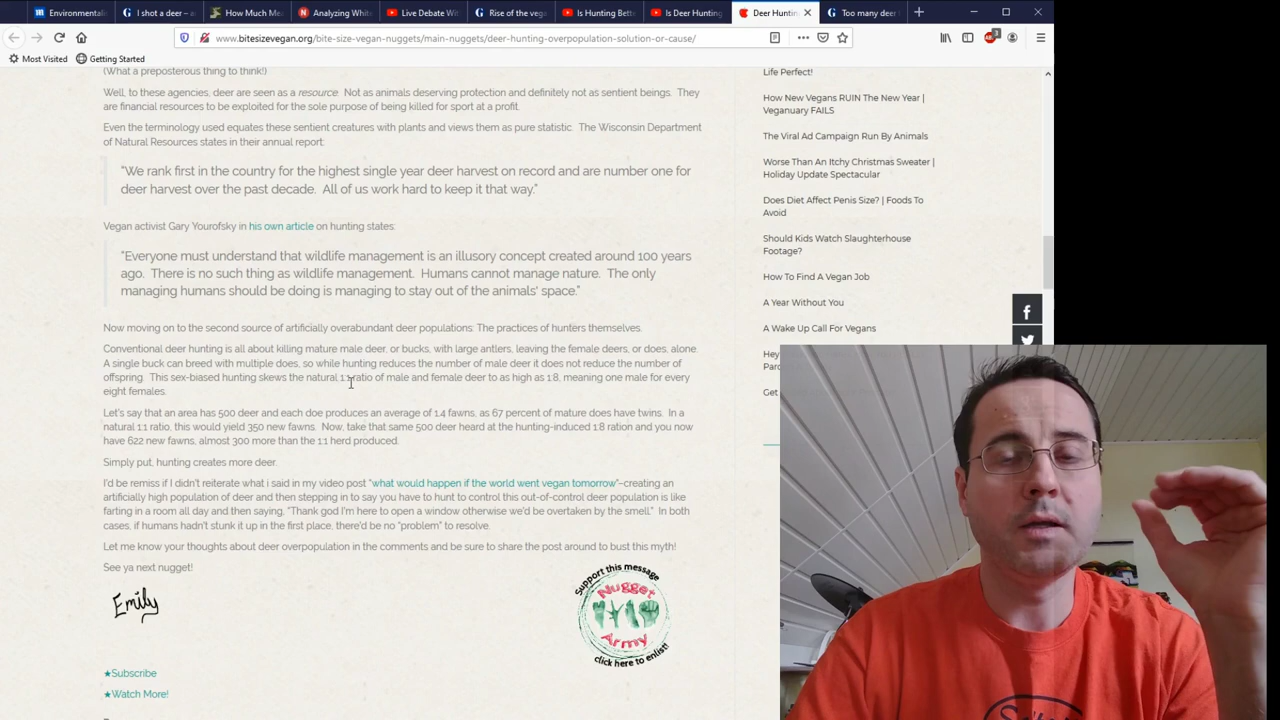 Environmentali
I shot a deer – a
How Much Me
Analyzing White
Live Debate Wit
Rise of the vega
Is Hunting Bett
Is Deer Hunting
Deer Huntin
Too many deer
www.bitesizevegan.org/bite-size-vegan-nuggets/main-nuggets/deer-hunting-overpopulation-solution-or-cause/
3
Most Visited
Getting Started
(What a preposterous thing to think!)
Well, to these agencies, deer are seen as a resource. Not as animals deserving protection and definitely not as sentient beings. They
are financial resources to be exploited for the sole purpose of being killed for sport at a profit.
Even the terminology used equates these sentient creatures with plants and views them as pure statistic. The Wisconsin Department
of Natural Resources states in their annual report:
“We rank first in the country for the highest single year deer harvest on record and are number one for
deer harvest over the past decade. All of us work hard to keep it that way.”
Vegan activist Gary Yourofsky in his own article on hunting states:
“Everyone must understand that wildlife management is an illusory concept created around 100 years
ago. There is no such thing as wildlife management. Humans cannot manage nature. The only
managing humans should be doing is managing to stay out of the animals’ space.”
Now moving on to the second source of artificially overabundant deer populations: The practices of hunters themselves.
Conventional deer hunting is all about killing mature male deer, or bucks, with large antlers, leaving the female deers, or does, alone.
A single buck can breed with multiple does, so while hunting reduces the number of male deer it does not reduce the number of
offspring. This sex-biased hunting skews the natural 1:1 ratio of male and female deer to as high as 1:8, meaning one male for every
eight females.
Let’s say that an area has 500 deer and each doe produces an average of 1.4 fawns, as 67 percent of mature does have twins. In a
natural 1:1 ratio, this would yield 350 new fawns. Now, take that same 500 deer heard at the hunting-induced 1:8 ration and you now
have 622 new fawns, almost 300 more than the 1:1 herd produced.
Simply put, hunting creates more deer.
I’d be remiss if I didn’t reiterate what i said in my video post “what would happen if the world went vegan tomorrow”–creating an
artificially high population of deer and then stepping in to say you have to hunt to control this out-of-control deer population is like
farting in a room all day and then saying, “Thank god I’m here to open a window otherwise we’d be overtaken by the smell.” In both
cases, if humans hadn’t stunk it up in the first place, there’d be no “problem” to resolve.
Let me know your thoughts about deer overpopulation in the comments and be sure to share the post around to bust this myth!
See ya next nugget!
Emily
Support this message
Nugget
Army
click here to enlist!
★Subscribe
★Watch More!
Life Perfect!
How New Vegans RUIN The New Year |
Veganuary FAILS
The Viral Ad Campaign Run By Animals
Worse Than An Itchy Christmas Sweater |
Holiday Update Spectacular
Does Diet Affect Penis Size? | Foods To
Avoid
Should Kids Watch Slaughterhouse
Footage?
How To Find A Vegan Job
A Year Without You
A Wake Up Call For Vegans
Hey
Par
Get